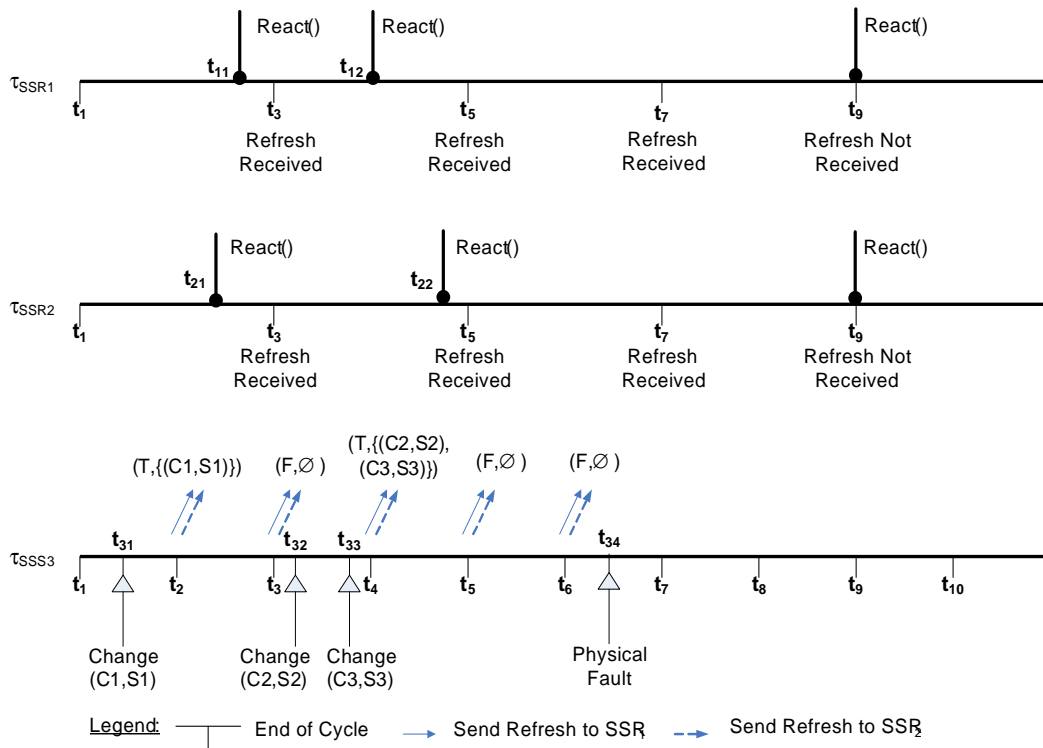 React() React() React()
t11 t12
τSSR1
t1 t3 t5 t7 t9
Refresh Received Refresh Received Refresh Received Refresh Not Received
React() React() React()
t21 t22
τSSR2
t1 t3 t5 t7 t9
Refresh Received Refresh Received Refresh Received Refresh Not Received
(T,{(C1,S1)}) (F,∅ ) (T,{(C2,S2), (C3,S3)}) (F,∅ ) (F,∅ )
t31 t32 t33 t34
τSSS3
t1 t2 t3 t4 t5 t6 t7 t8 t9 t10
Change (C1,S1) Change (C2,S2) Change (C3,S3) Physical Fault
Legend: End of Cycle Send Refresh to SSR1 Send Refresh to SSR2